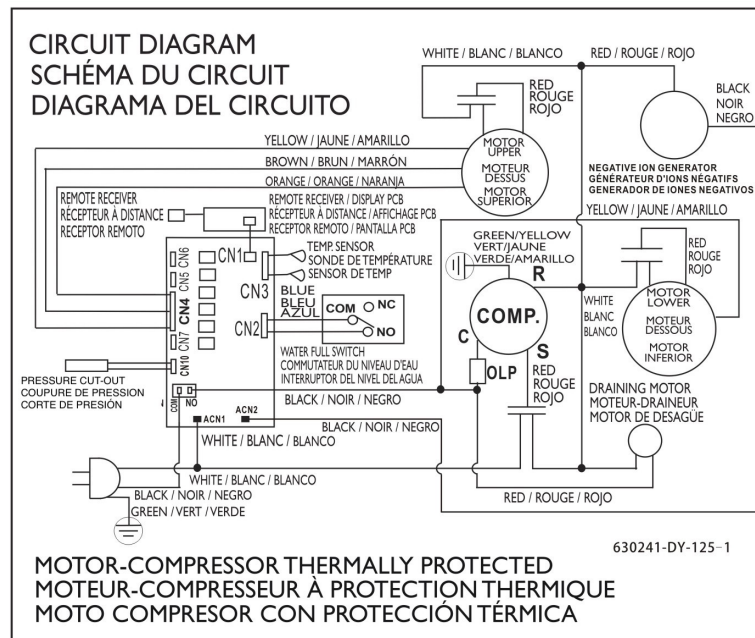 CIRCUIT DIAGRAM
SCHÉMA DU CIRCUIT
DIAGRAMA DEL CIRCUITO
WHITE / BLANC / BLANCO
RED / ROUGE / ROJO
RED
ROUGE
ROJO
BLACK
NOIR
NEGRO
MOTOR
UPPER
MOTEUR
DESSUS
MOTOR
SUPERIOR
NEGATIVE ION GENERATOR
GÉNÉRATEUR D'IONS NÉGATIFS
GENERADOR DE IONES NEGATIVOS
YELLOW / JAUNE / AMARILLO
BROWN / BRUN / MARRÓN
ORANGE / ORANGE / NARANJA
REMOTE RECEIVER
RÉCEPTEUR À DISTANCE
RECEPTOR REMOTO
REMOTE RECEIVER / DISPLAY PCB
RÉCEPTEUR À DISTANCE / AFFICHAGE PCB
RECEPTOR REMOTO / PANTALLA PCB
YELLOW / JAUNE / AMARILLO
GREEN/YELLOW
VERT/JAUNE
VERDE/AMARILLO
RED
ROUGE
ROJO
CN6
CN5
CN4
CN7
CN10
CN1
CN3
CN2
TEMP. SENSOR
SONDE DE TEMPÉRATURE
SENSOR DE TEMP
BLUE
BLEU
AZUL
COM
NC
NO
WATER FULL SWITCH
COMMUTATEUR DU NIVEAU D'EAU
INTERRUPTOR DEL NIVEL DEL AGUA
R
COMP.
C
S
OLP
RED
ROUGE
ROJO
WHITE
BLANC
BLANCO
MOTOR
LOWER
MOTEUR
DESSOUS
MOTOR
INFERIOR
DRAINING MOTOR
MOTEUR-DRAINEUR
MOTOR DE DESAGÜE
PRESSURE CUT-OUT
COUPURE DE PRESSION
CORTE DE PRESIÓN
COM
NO
ACN1
ACN2
BLACK / NOIR / NEGRO
BLACK / NOIR / NEGRO
WHITE / BLANC / BLANCO
WHITE / BLANC / BLANCO
BLACK / NOIR / NEGRO
GREEN / VERT / VERDE
RED / ROUGE / ROJO
630241-DY-125-1
MOTOR-COMPRESSOR THERMALLY PROTECTED
MOTEUR-COMPRESSEUR À PROTECTION THERMIQUE
MOTO COMPRESOR CON PROTECCIÓN TÉRMICA